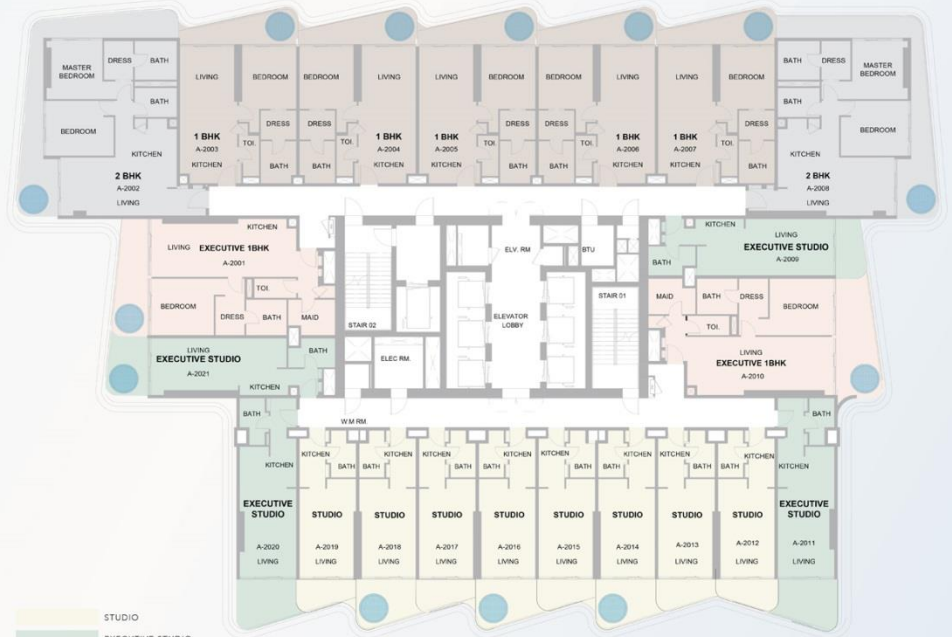 MASTER
BEDROOM
DRESS
BATH
BATH
BEDROOM
KITCHEN
2 BHK
A-2002
LIVING
LIVING
BEDROOM
1 BHK
A-2003
KITCHEN
TOI.
DRESS
BATH
BEDROOM
LIVING
DRESS
TOI.
BATH
1 BHK
A-2004
KITCHEN
LIVING
BEDROOM
1 BHK
A-2005
KITCHEN
TOI.
DRESS
BATH
BEDROOM
LIVING
DRESS
TOI.
BATH
1 BHK
A-2006
KITCHEN
LIVING
BEDROOM
1 BHK
A-2007
KITCHEN
TOI.
DRESS
BATH
BATH
DRESS
MASTER
BEDROOM
BATH
BEDROOM
KITCHEN
2 BHK
A-2008
LIVING
KITCHEN
LIVING
EXECUTIVE 1BHK
A-2001
TOI.
BEDROOM
DRESS
BATH
MAID
LIVING
EXECUTIVE STUDIO
A-2021
BATH
KITCHEN
STAIR 02
ELEC RM.
ELV. RM
ELEVATOR
LOBBY
BTU
STAIR 01
W.M RM.
KITCHEN
LIVING
EXECUTIVE STUDIO
A-2009
BATH
MAID
BATH
DRESS
BEDROOM
TOI.
LIVING
EXECUTIVE 1BHK
A-2010
BATH
KITCHEN
EXECUTIVE
STUDIO
A-2020
LIVING
KITCHEN
BATH
STUDIO
A-2019
LIVING
KITCHEN
BATH
STUDIO
A-2018
LIVING
KITCHEN
BATH
STUDIO
A-2017
LIVING
KITCHEN
BATH
STUDIO
A-2016
LIVING
KITCHEN
BATH
STUDIO
A-2015
LIVING
KITCHEN
BATH
STUDIO
A-2014
LIVING
KITCHEN
BATH
STUDIO
A-2013
LIVING
KITCHEN
BATH
STUDIO
A-2012
LIVING
BATH
KITCHEN
EXECUTIVE
STUDIO
A-2011
LIVING
STUDIO
EXECUTIVE STUDIO